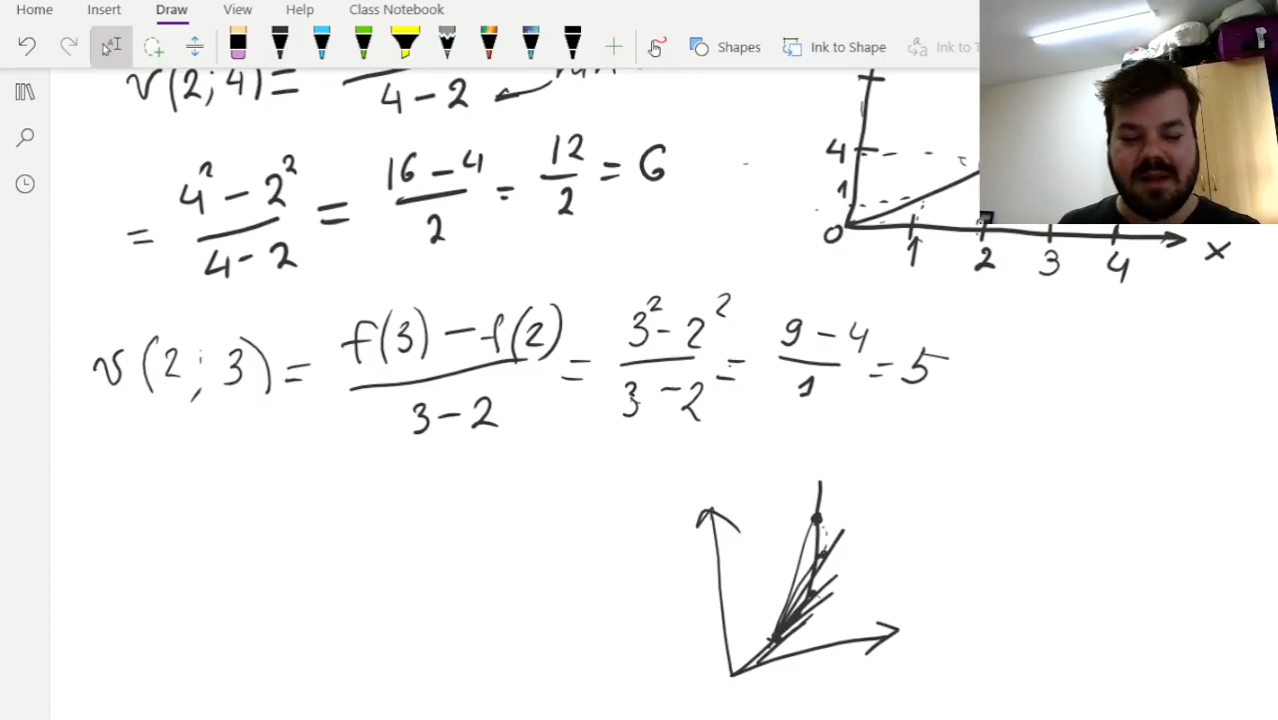 Home Insert Draw View Help Class Notebook
Shapes Ink to Shape Ink to T
v(2;4)=
4-2
= 4² - 2² / 4-2 = 16-4 / 2 = 12 / 2 = 6
4
1
0 1 2 3 4 x
v(2;3)= f(3)-f(2) / 3-2 = 3²-2² / 3-2 = 9-4 / 1 = 5